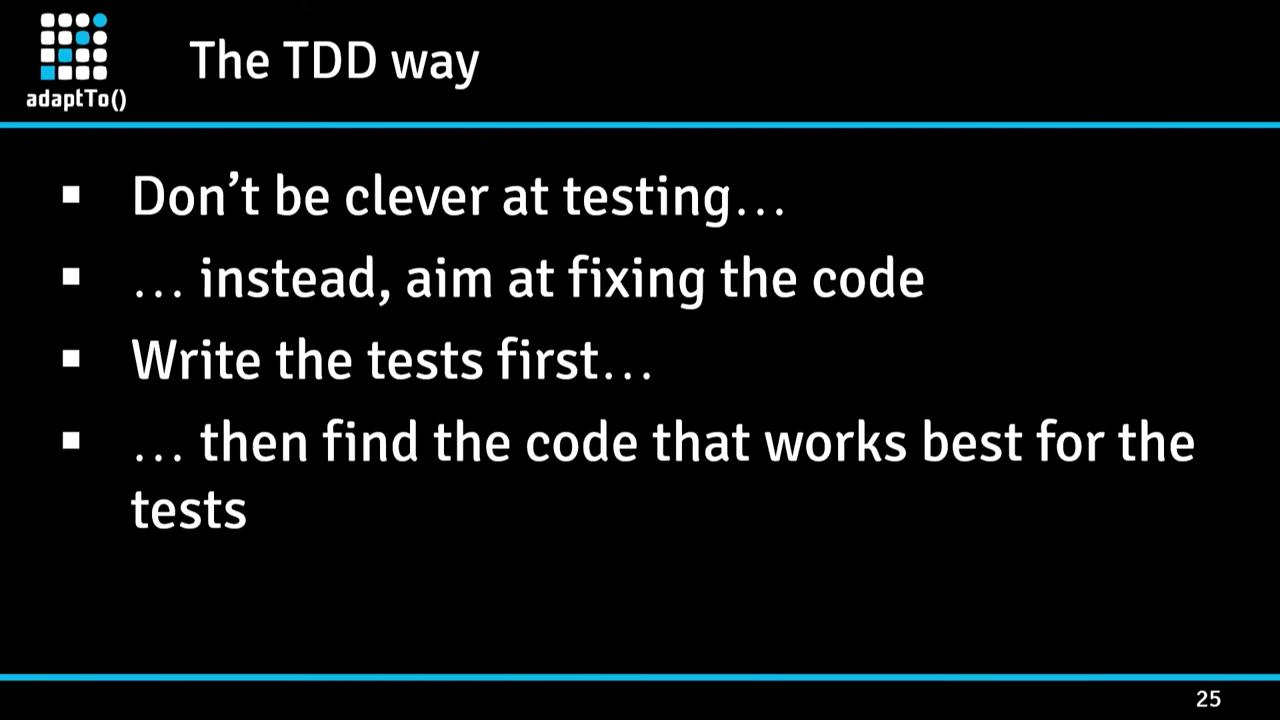 adaptTo()
The TDD way
▪ Don’t be clever at testing…
▪ … instead, aim at fixing the code
▪ Write the tests first…
▪ … then find the code that works best for the
tests
25